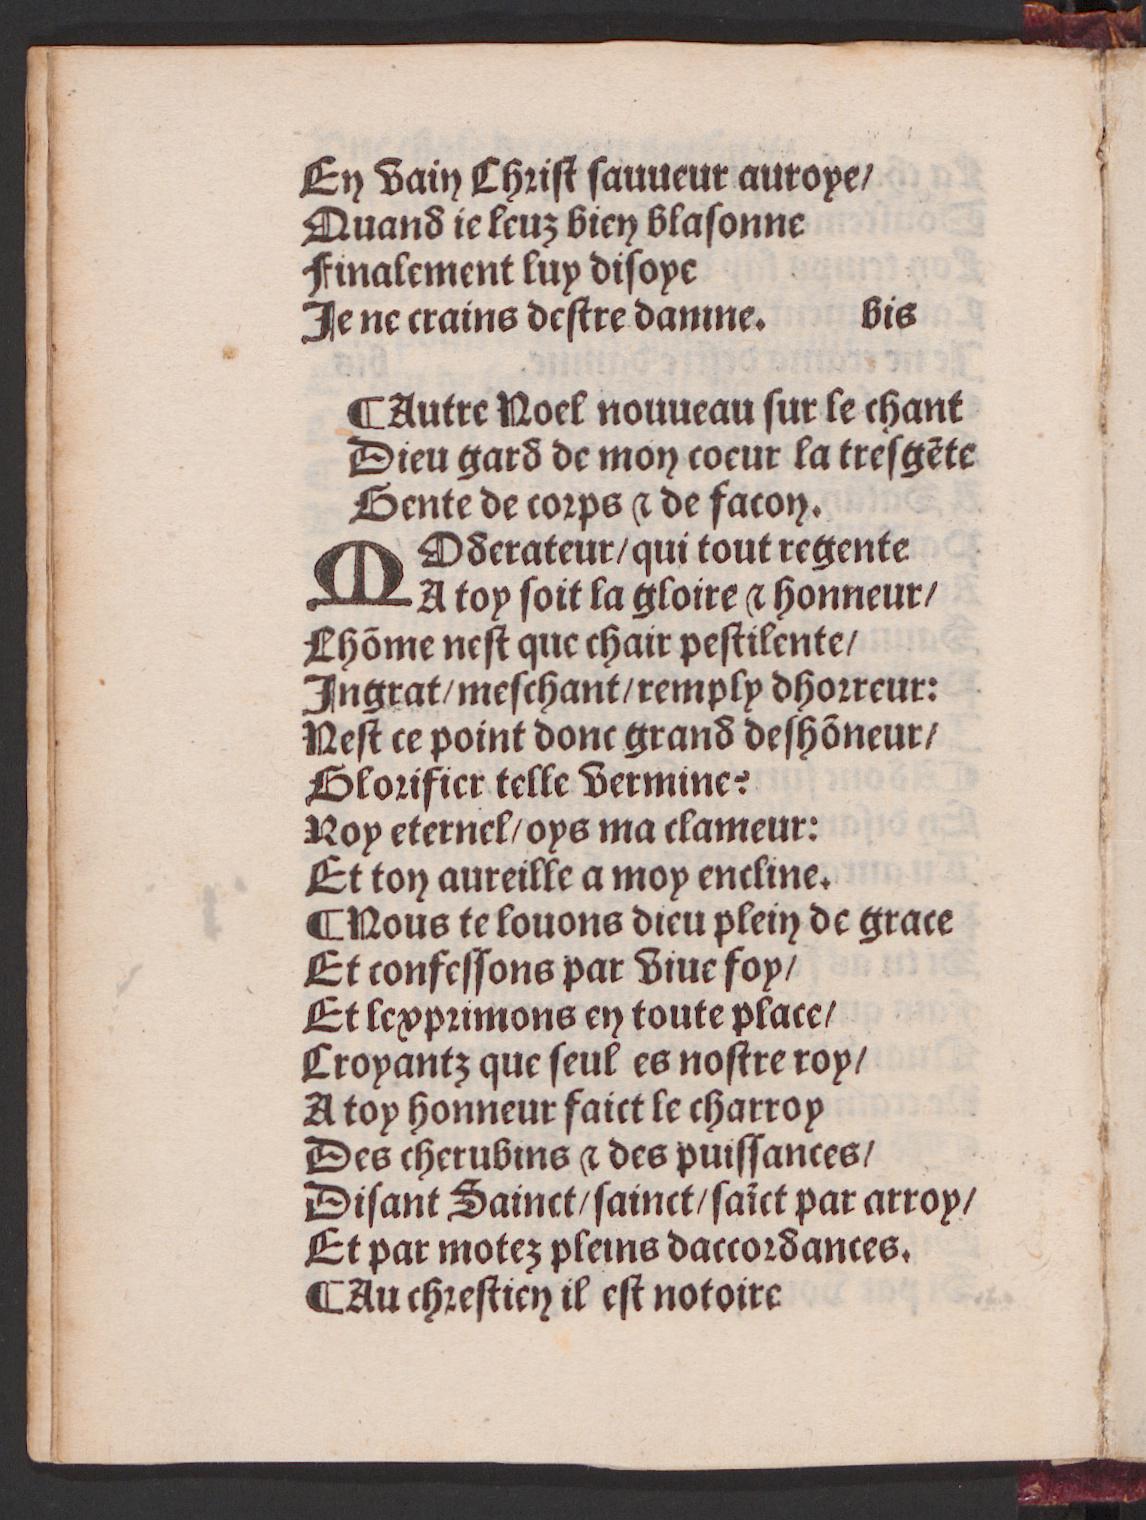 En vain Christ sauueur auroye/
Quand ie leuz bien blasonne
Finalement luy disoye
Je ne crains destre damne. bis
¶Autre Noel nouueau sur le chant
Dieu gard de mon coeur la tresgẽte
Gente de corps ⁊ de facon.
MOderateur/qui tout regente
A toy soit la gloire ⁊ honneur/
Lhõme nest que chair pestilente/
Jngrat/meschant/remply dhorreur:
Nest ce point donc grand deshõneur/
Glorifier telle vermine?
Roy eternel/oys ma clameur:
Et ton aureille a moy encline.
¶Nous te louons dieu plein de grace
Et confessons par viue foy/
Et lexprimons en toute place/
Croyantz que seul es nostre roy/
A toy honneur faict le charroy
Des cherubins ⁊ des puissances/
Disant Sainct/sainct/saĩct par arroy/
Et par motez pleins daccordances.
¶Au chrestien il est notoire